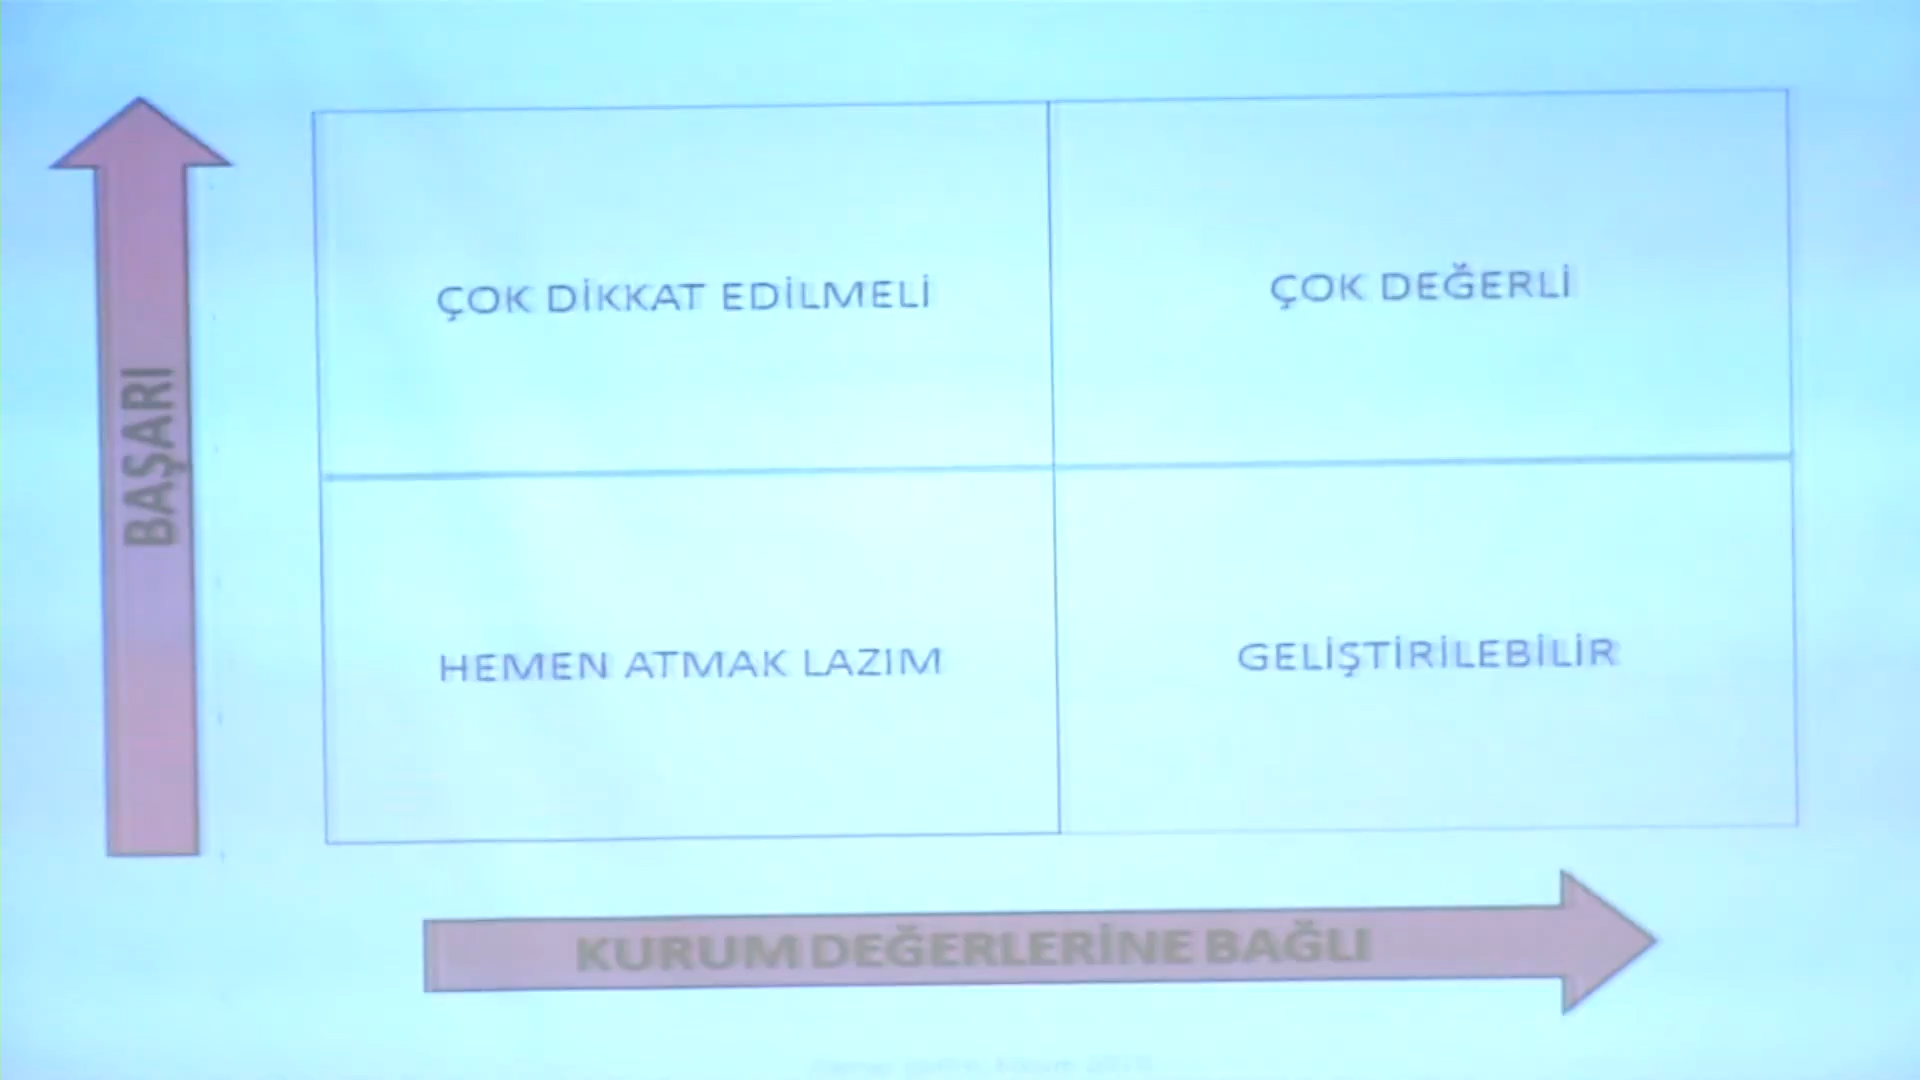 ÇOK DİKKAT EDİLMELİ
ÇOK DEĞERLİ
BAŞARI
HEMEN ATMAK LAZIM
GELİŞTİRİLEBİLİR
KURUM DEĞERLERİNE BAĞLI